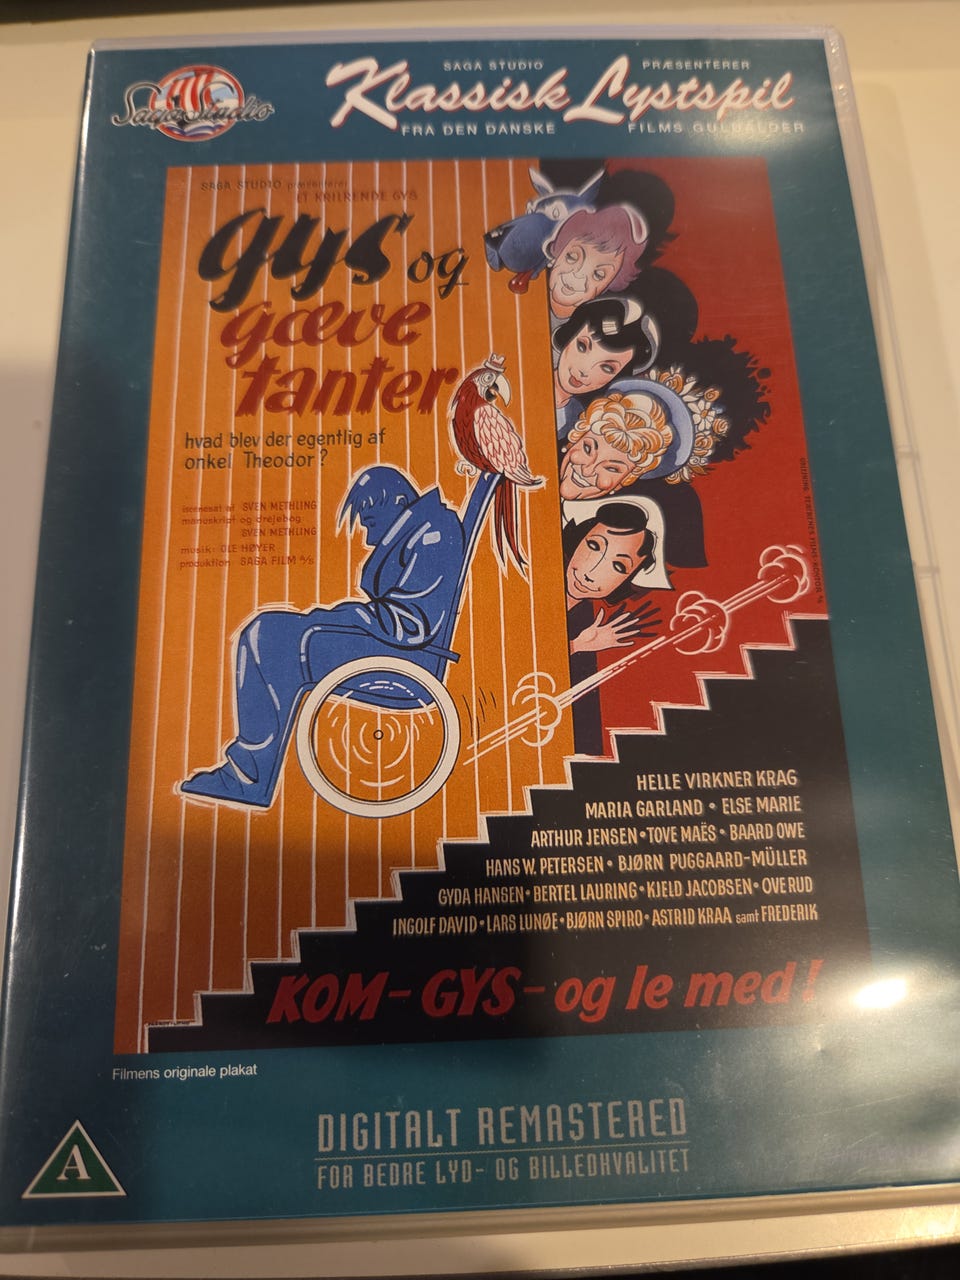 Saga Studio
SAGA STUDIO PRÆSENTERER
Klassisk Lystspil
FRA DEN DANSKE FILMS GULDALDER
SAGA STUDIO præsenterer
ET KRILRENDE GYS
gys og
gæve
tanter
hvad blev der egentlig af
onkel Theodor?
iscenesat af SVEN METHLING
manuskript og drejebog
SVEN METHLING
musik: OLE HØYER
produktion SAGA FILM A/S
HELLE VIRKNER KRAG
MARIA GARLAND • ELSE MARIE
ARTHUR JENSEN • TOVE MAËS • BAARD OWE
HANS W. PETERSEN • BJØRN PUGGAARD-MÜLLER
GYDA HANSEN • BERTEL LAURING • KJELD JACOBSEN • OVE RUD
INGOLF DAVID • LARS LUNØE • BJØRN SPIRO • ASTRID KRAA samt FREDERIK
KOM - GYS - og le med!
Filmens originale plakat
DIGITALT REMASTERED
FOR BEDRE LYD- OG BILLEDKVALITET
A